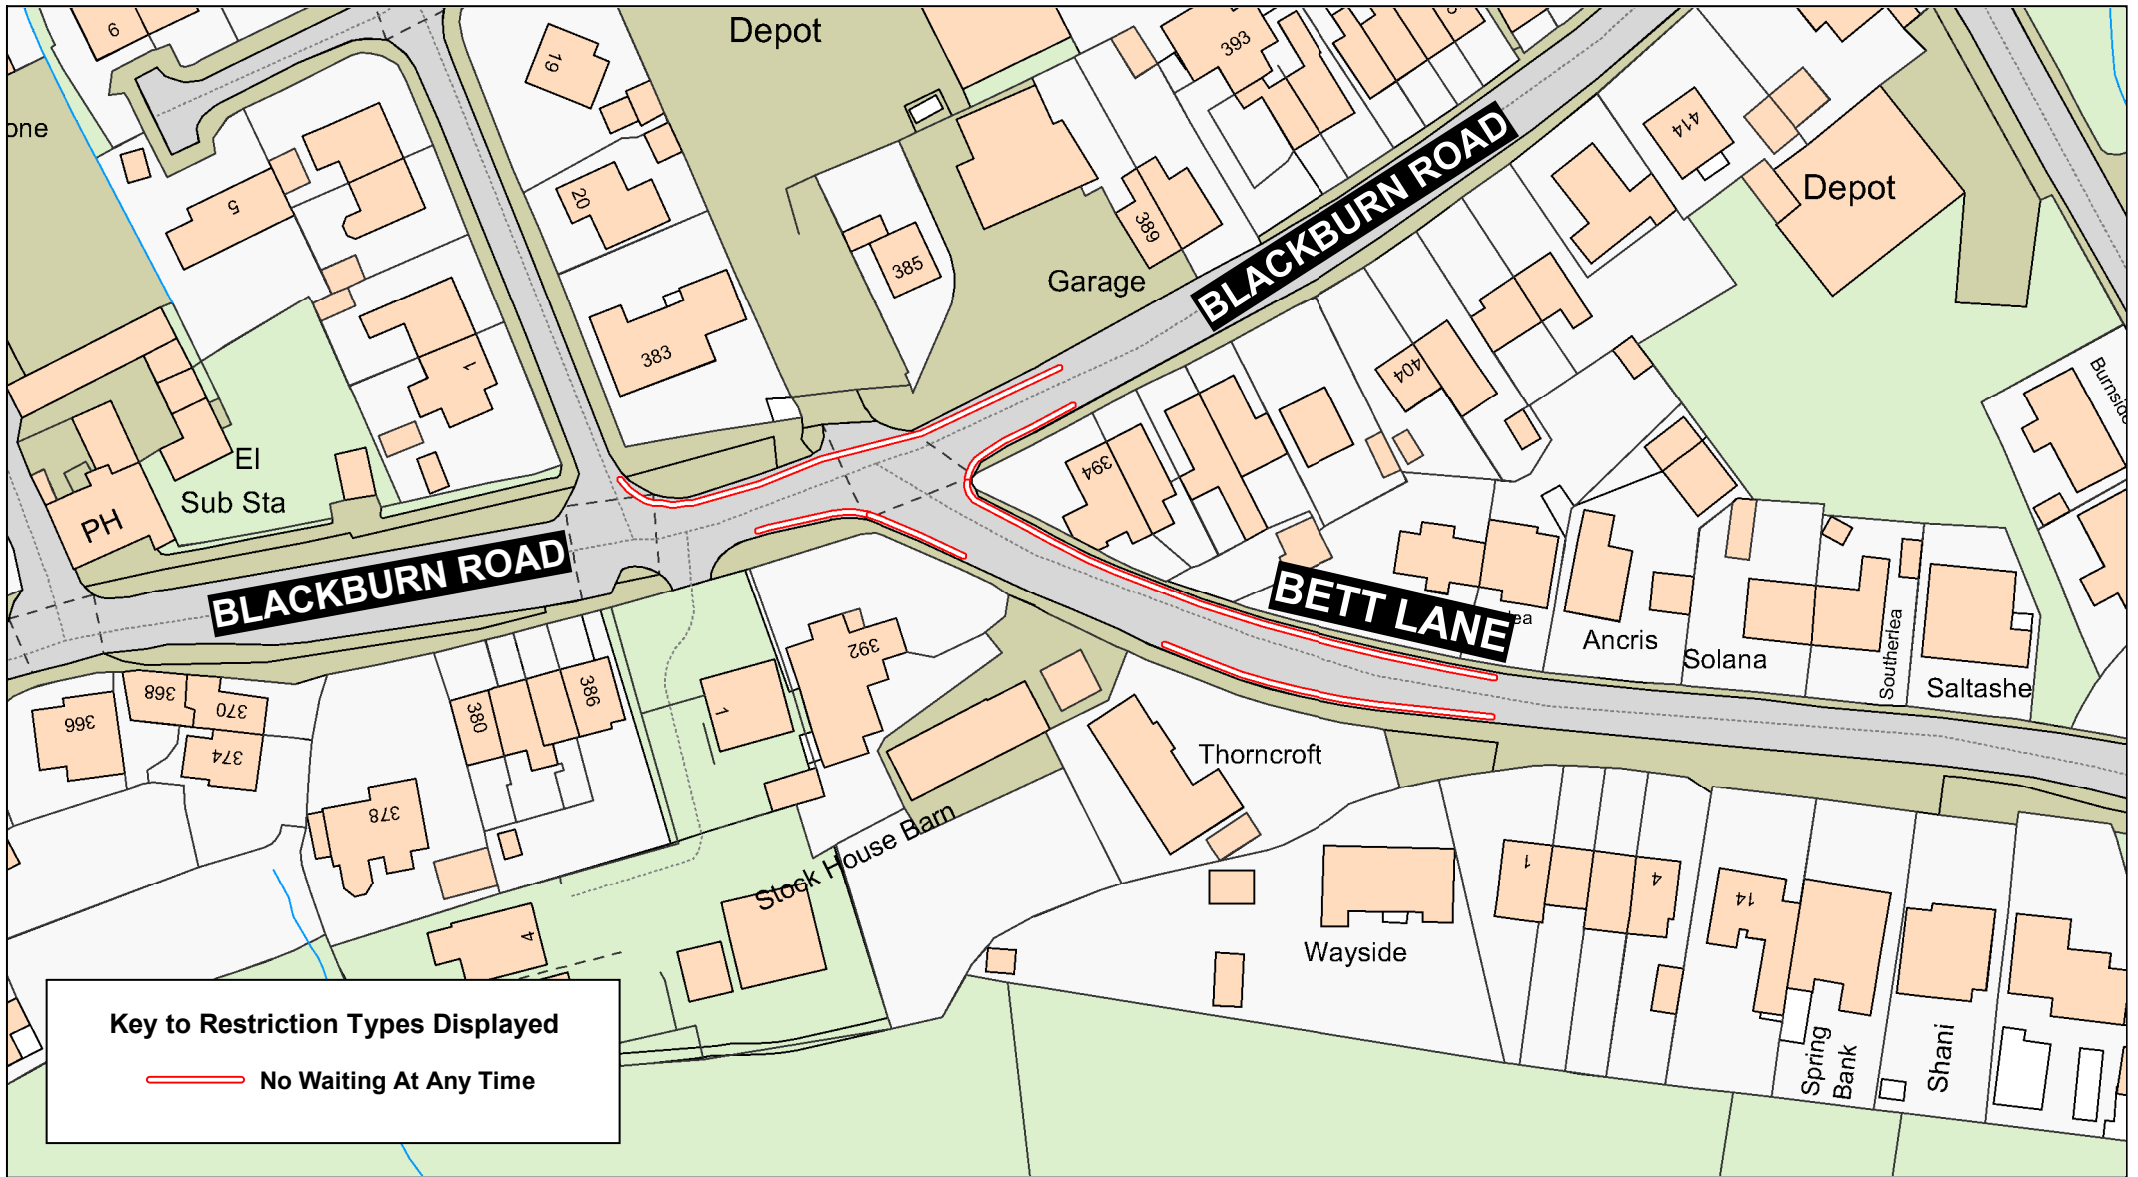 6
Depot
393
19
one
414
BLACKBURN ROAD
5
20
389
Depot
385
Garage
383
1
404
Burnside
El
Sub Sta
394
PH
BLACKBURN ROAD
BETT LANE
ea
Ancris
Solana
Southerlea
Saltashe
392
368
370
366
374
380
386
1
Thorncroft
378
Stock House Barn
1
4
14
4
Wayside
Spring
Bank
Shani
Key to Restriction Types Displayed
No Waiting At Any Time